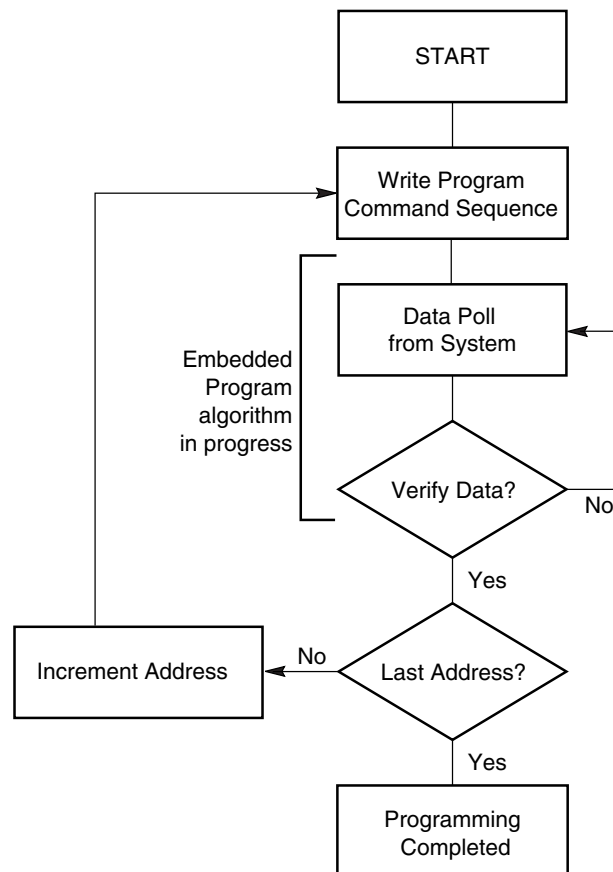 START
Write Program
Command Sequence
Data Poll
from System
Embedded
Program
algorithm
in progress
Verify Data?
No
Yes
Increment Address
No
Last Address?
Yes
Programming
Completed